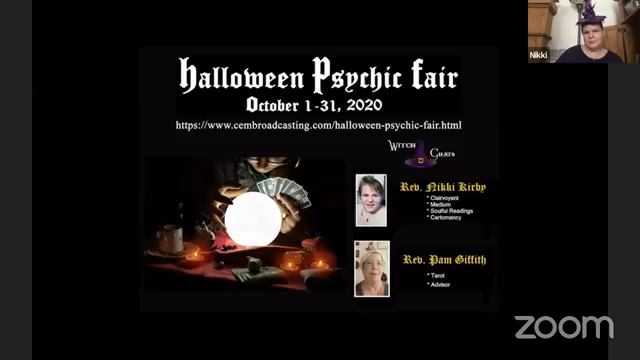 Nikki
Halloween Psychic Fair
October 1-31, 2020
https://www.cembroadcasting.com/halloween-psychic-fair.html
Witch Chats
Rev. Nikki Kirby
* Clairvoyant
* Medium
* Soulful Readings
* Cartomancy
Rev. Pam Giffith
* Tarot
* Advisor
zoom